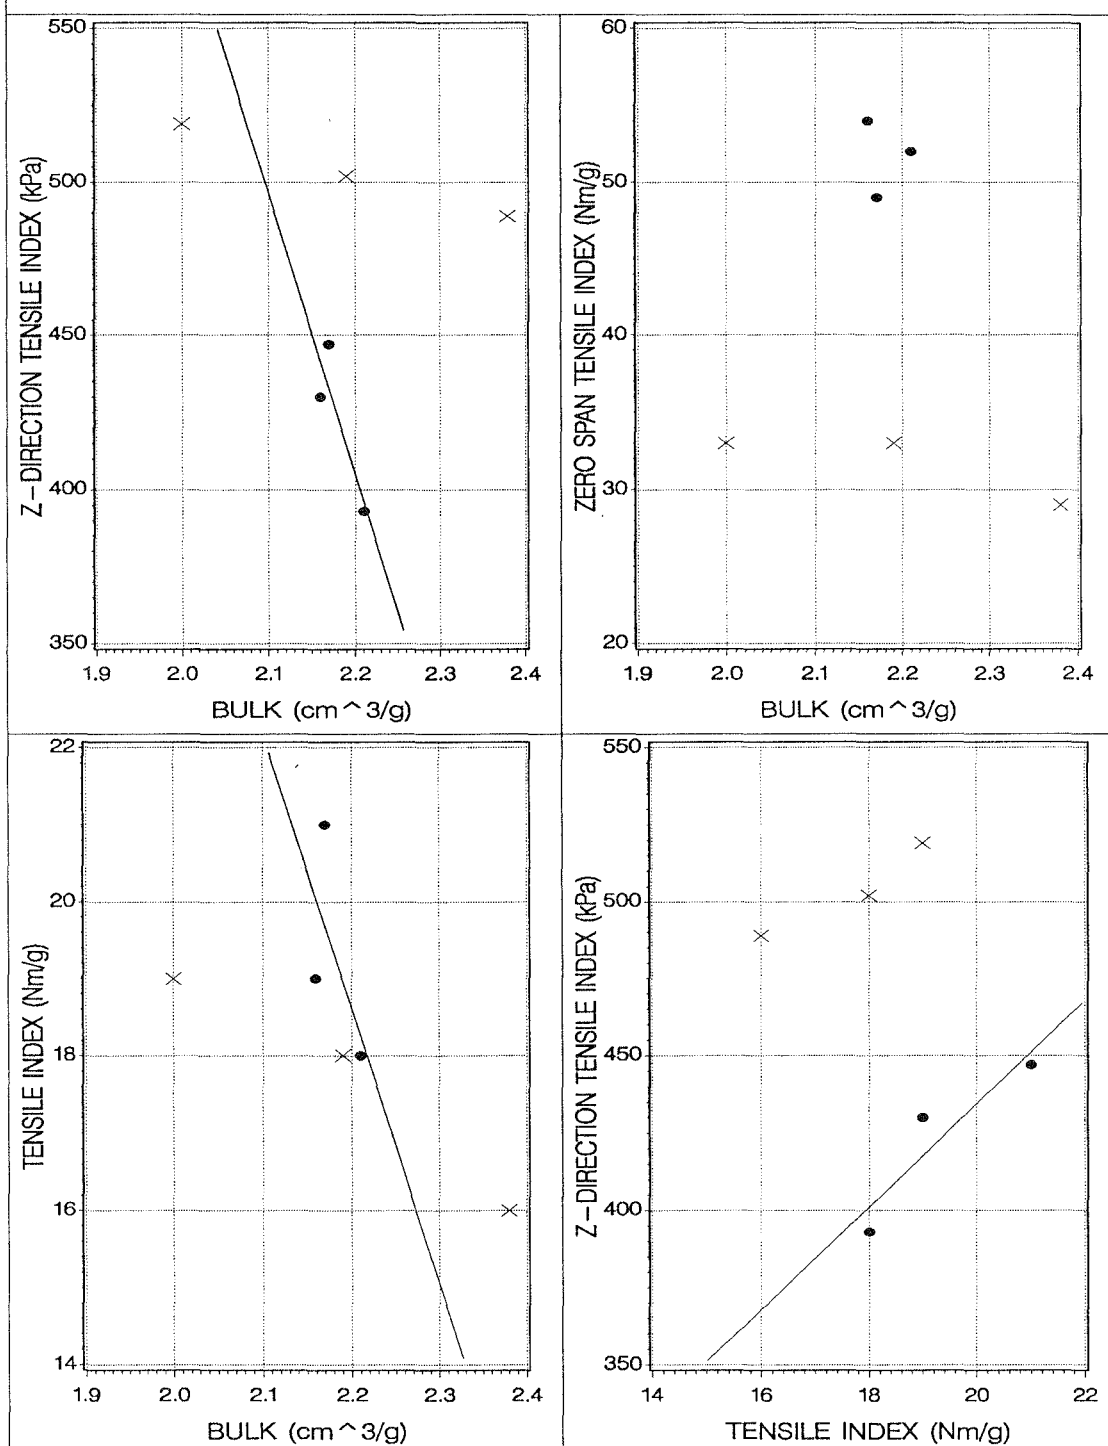 Z-DIRECTION TENSILE INDEX (kPa)
550
500
450
400
350
1.9 2.0 2.1 2.2 2.3 2.4
BULK (cm^3/g)
ZERO SPAN TENSILE INDEX (Nm/g)
60
50
40
30
20
1.9 2.0 2.1 2.2 2.3 2.4
BULK (cm^3/g)
TENSILE INDEX (Nm/g)
22
20
18
16
14
1.9 2.0 2.1 2.2 2.3 2.4
BULK (cm^3/g)
Z-DIRECTION TENSILE INDEX (kPa)
550
500
450
400
350
14 16 18 20 22
TENSILE INDEX (Nm/g)